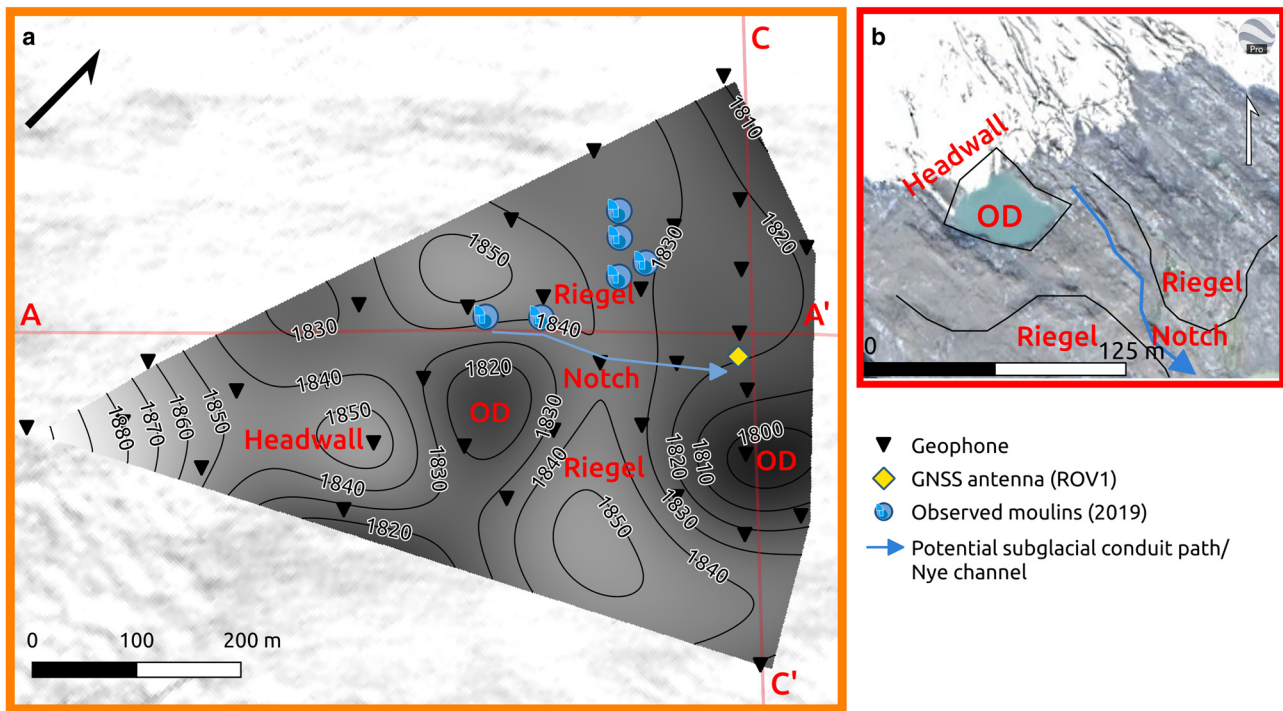 a
C
1810
1820
1850
1830
Riegel
A
A'
1830
1840
1840
Notch
1820
OD
1850
1830
1850
Headwall
1860
1870
1880
1840
1830
1840
Riegel
1820
1810
1800
OD
1820
1850
1830
1840
0 100 200 m
C'
b
Pro
Headwall
OD
Riegel
Riegel
Notch
0
125 m
Geophone
GNSS antenna (ROV1)
Observed moulins (2019)
Potential subglacial conduit path/
Nye channel